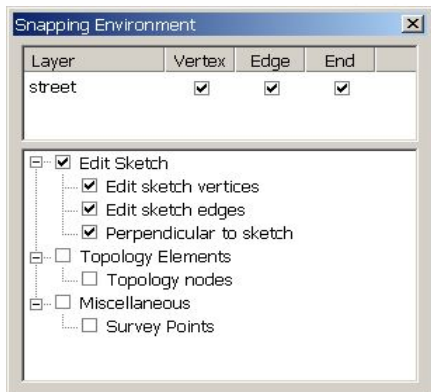 Snapping Environment
Layer Vertex Edge End
street
Edit Sketch
Edit sketch vertices
Edit sketch edges
Perpendicular to sketch
Topology Elements
Topology nodes
Miscellaneous
Survey Points